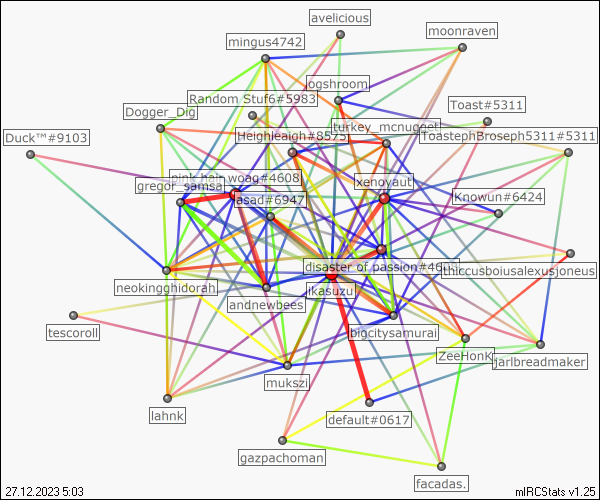 avelicious
moonraven
mingus4742
jogshroom
Random Stuf6#5983
Toast#5311
Dogger_Dig
turkey_mcnugget
Duck™#9103
Heighleaigh#8575
ToastephBroseph5311#5311
pink hair woag#4608
xenoyaut
gregor_samsa
asad#6947
Knowun#6424
disaster of passion#46
thiccusboiusalexusjoneus
neokingghidorah
ikasuzu
andnewbees
tescoroll
bigcitysamurai
ZeeHonK
jarlbreadmaker
mukszi
lahnk
default#0617
gazpachoman
facadas.
27.12.2023 5:03
mIRCStats v1.25